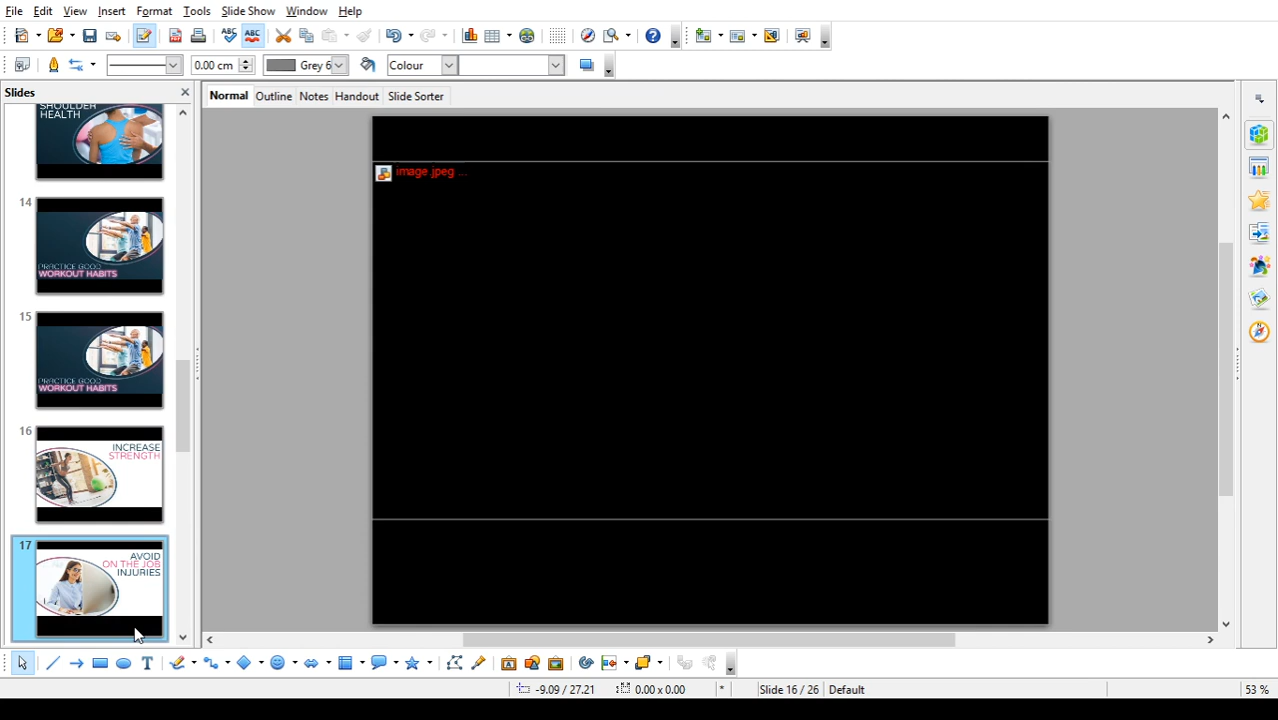 File Edit View Insert Format Tools Slide Show Window Help
ABC ABC
0.00 cm Grey 6 Colour
Slides
Normal Outline Notes Handout Slide Sorter
SHOULDER
HEALTH
image.jpeg ...
14
PRACTICE GOOD
WORKOUT HABITS
15
PRACTICE GOOD
WORKOUT HABITS
16
INCREASE
STRENGTH
17
AVOID
ON THE JOB
INJURIES
-9.09 / 27.21 0.00 x 0.00 * Slide 16 / 26 Default 53 %